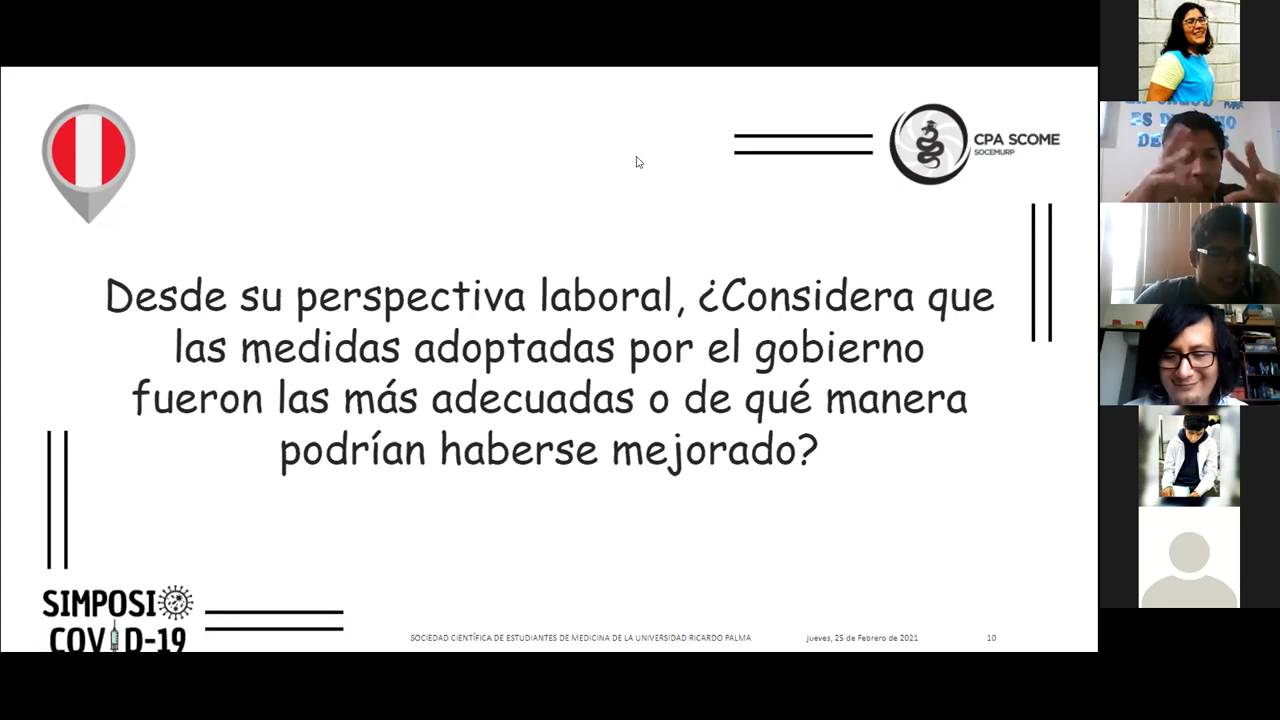 CPA SCOME
SOCEMURP
Desde su perspectiva laboral, ¿Considera que
las medidas adoptadas por el gobierno
fueron las más adecuadas o de qué manera
podrían haberse mejorado?
SIMPOSIO
COVID-19
SOCIEDAD CIENTÍFICA DE ESTUDIANTES DE MEDICINA DE LA UNIVERSIDAD RICARDO PALMA
jueves, 25 de Febrero de 2021
10
ES DE